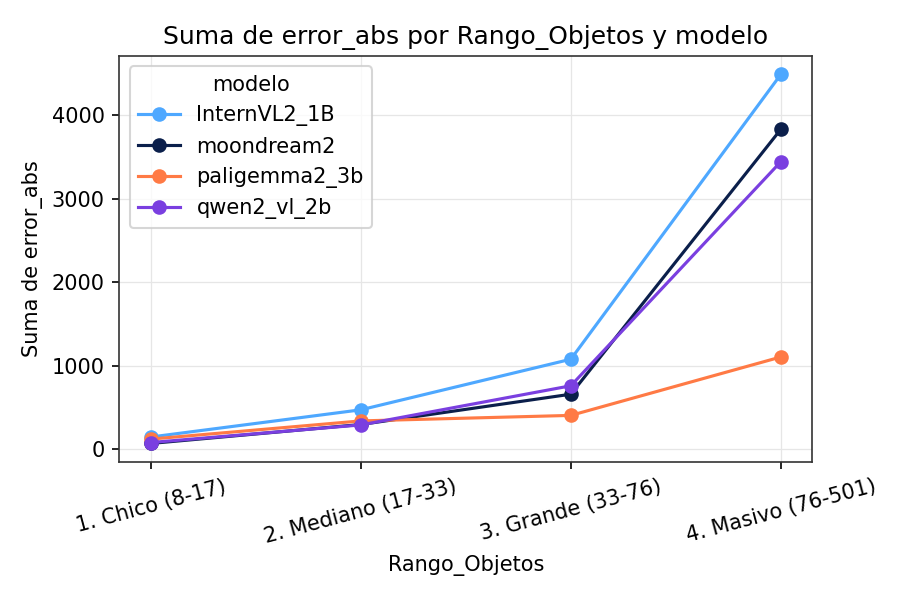 Suma de error_abs por Rango_Objetos y modelo
modelo
InternVL2_1B
moondream2
paligemma2_3b
qwen2_vl_2b
Suma de error_abs
4000
3000
2000
1000
0
1. Chico (8-17)
2. Mediano (17-33)
3. Grande (33-76)
4. Masivo (76-501)
Rango_Objetos